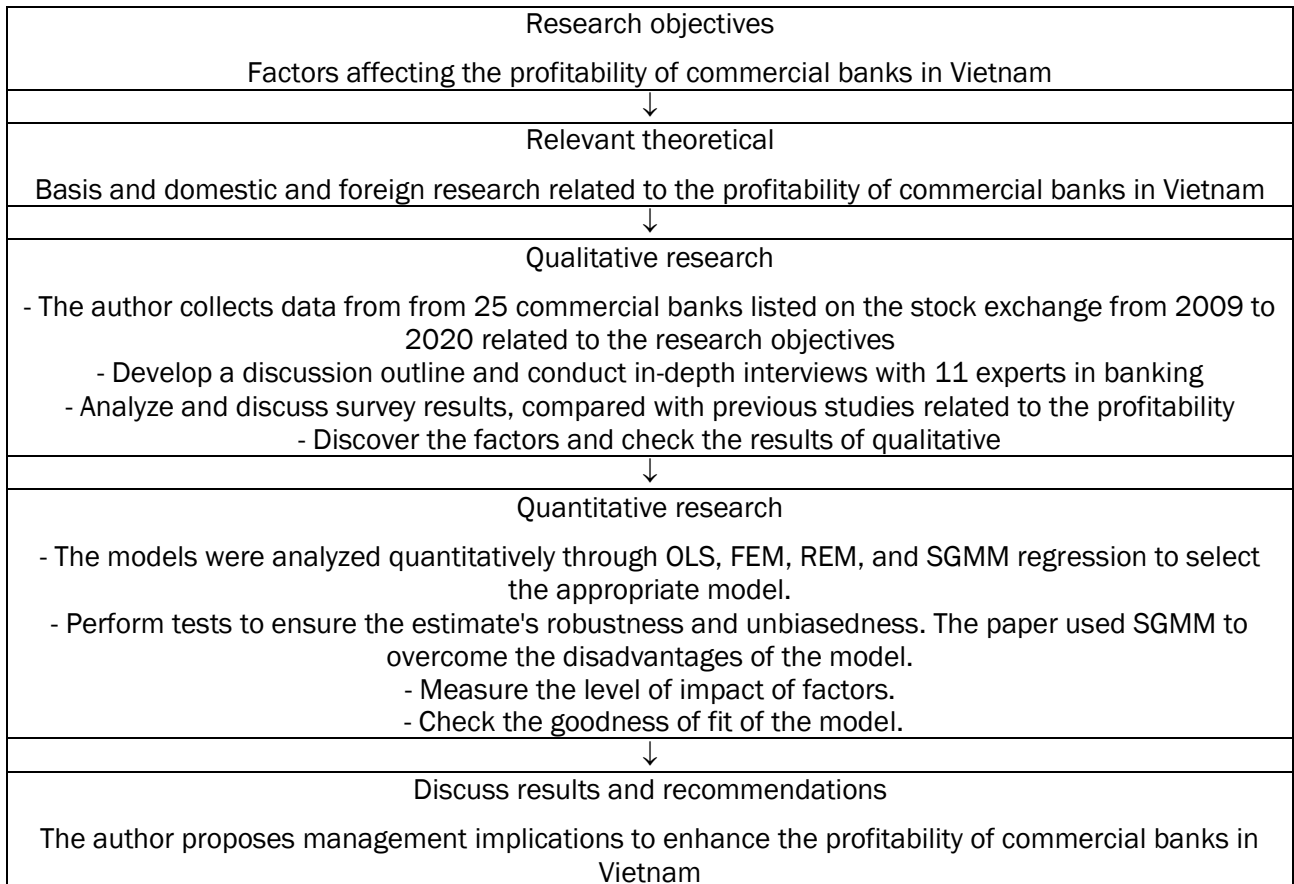 Research objectives
Factors affecting the profitability of commercial banks in Vietnam
↓
Relevant theoretical
Basis and domestic and foreign research related to the profitability of commercial banks in Vietnam
↓
Qualitative research
- The author collects data from from 25 commercial banks listed on the stock exchange from 2009 to
2020 related to the research objectives
- Develop a discussion outline and conduct in-depth interviews with 11 experts in banking
- Analyze and discuss survey results, compared with previous studies related to the profitability
- Discover the factors and check the results of qualitative
↓
Quantitative research
- The models were analyzed quantitatively through OLS, FEM, REM, and SGMM regression to select
the appropriate model.
- Perform tests to ensure the estimate's robustness and unbiasedness. The paper used SGMM to
overcome the disadvantages of the model.
- Measure the level of impact of factors.
- Check the goodness of fit of the model.
↓
Discuss results and recommendations
The author proposes management implications to enhance the profitability of commercial banks in
Vietnam